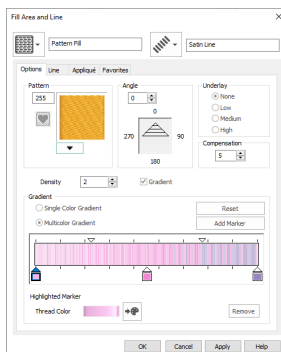 Fill Area and Line
Pattern Fill
Satin Line
Options Line Appliqué Favorites
Pattern
255
Angle
0
0
270
90
180
Underlay
None
Low
Medium
High
Compensation
5
Density
2
Gradient
Gradient
Single Color Gradient
Reset
Multicolor Gradient
Add Marker
Highlighted Marker
Thread Color
Remove
OK Cancel Apply Help